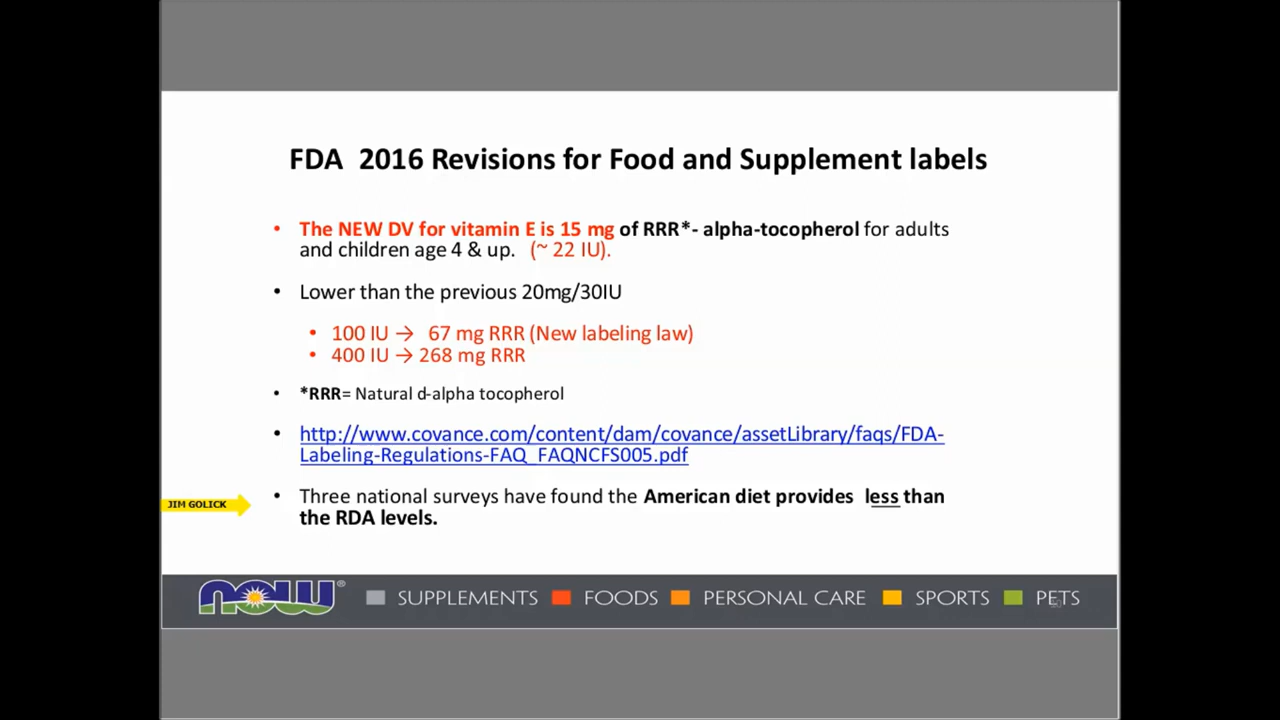 FDA 2016 Revisions for Food and Supplement labels
• The NEW DV for vitamin E is 15 mg of RRR*- alpha-tocopherol for adults
and children age 4 & up. (~ 22 IU).
• Lower than the previous 20mg/30IU
• 100 IU → 67 mg RRR (New labeling law)
• 400 IU → 268 mg RRR
• *RRR= Natural d-alpha tocopherol
• http://www.covance.com/content/dam/covance/assetLibrary/faqs/FDA-
Labeling-Regulations-FAQ_FAQNCFS005.pdf
JIM GOLICK
• Three national surveys have found the American diet provides less than
the RDA levels.
NOW® SUPPLEMENTS FOODS PERSONAL CARE SPORTS PETS